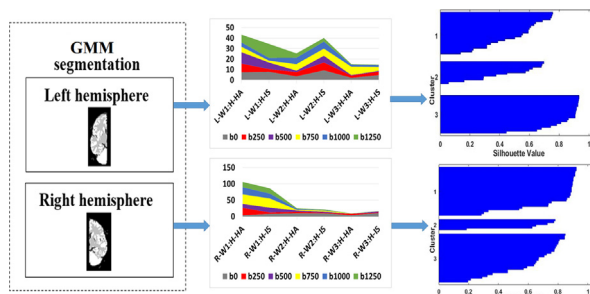 GMM
segmentation
Left hemisphere
Right hemisphere
50
40
30
20
10
0
L-W1:H-HA
L-W1:H-IS
L-W2:H-HA
L-W2:H-IS
L-W3:H-HA
L-W3:H-IS
b0 b250 b500 b750 b1000 b1250
150
100
50
0
R-W1:H-HA
R-W1:H-IS
R-W2:H-HA
R-W2:H-IS
R-W3:H-HA
R-W3:H-IS
b0 b250 b500 b750 b1000 b1250
Cluster
1
2
3
0 0.2 0.4 0.6 0.8 1
Silhouette Value
Cluster
1
2
3
0 0.2 0.4 0.6 0.8 1